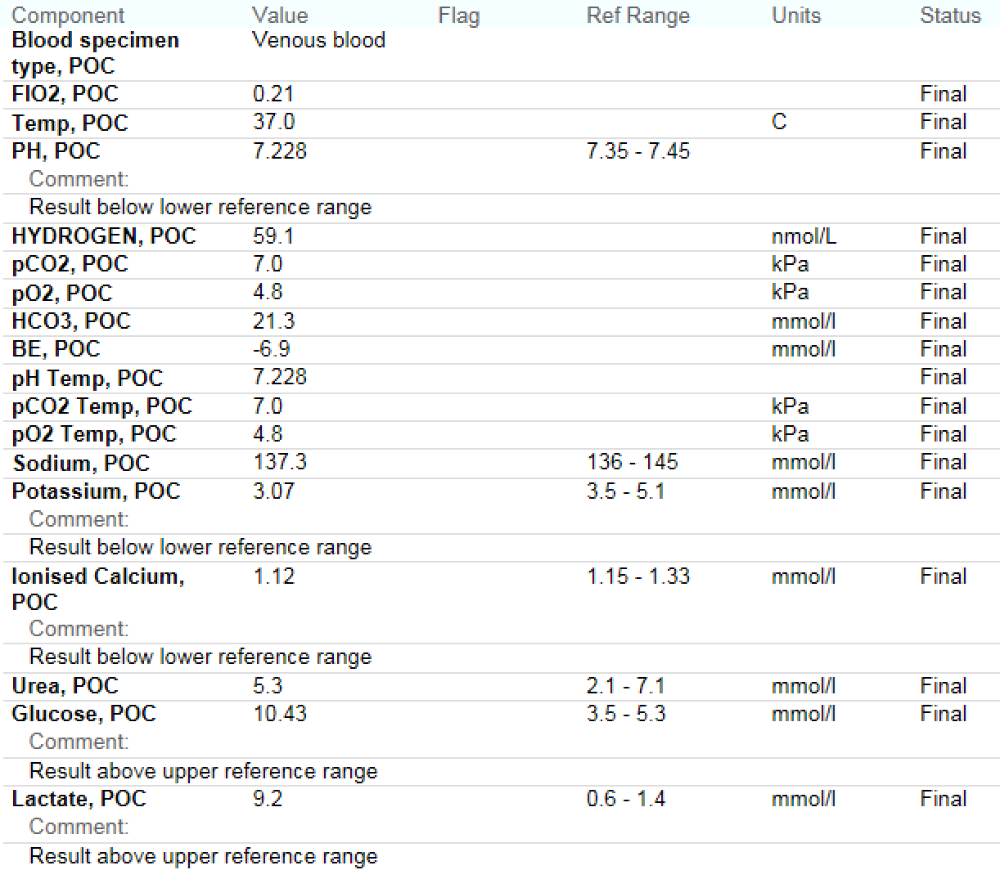 Component Value Flag Ref Range Units Status
Blood specimen Venous blood
type, POC
FIO2, POC 0.21 Final
Temp, POC 37.0 C Final
PH, POC 7.228 7.35 - 7.45 Final
Comment:
Result below lower reference range
HYDROGEN, POC 59.1 nmol/L Final
pCO2, POC 7.0 kPa Final
pO2, POC 4.8 kPa Final
HCO3, POC 21.3 mmol/l Final
BE, POC -6.9 mmol/l Final
pH Temp, POC 7.228 Final
pCO2 Temp, POC 7.0 kPa Final
pO2 Temp, POC 4.8 kPa Final
Sodium, POC 137.3 136 - 145 mmol/l Final
Potassium, POC 3.07 3.5 - 5.1 mmol/l Final
Comment:
Result below lower reference range
Ionised Calcium, 1.12 1.15 - 1.33 mmol/l Final
POC
Comment:
Result below lower reference range
Urea, POC 5.3 2.1 - 7.1 mmol/l Final
Glucose, POC 10.43 3.5 - 5.3 mmol/l Final
Comment:
Result above upper reference range
Lactate, POC 9.2 0.6 - 1.4 mmol/l Final
Comment:
Result above upper reference range